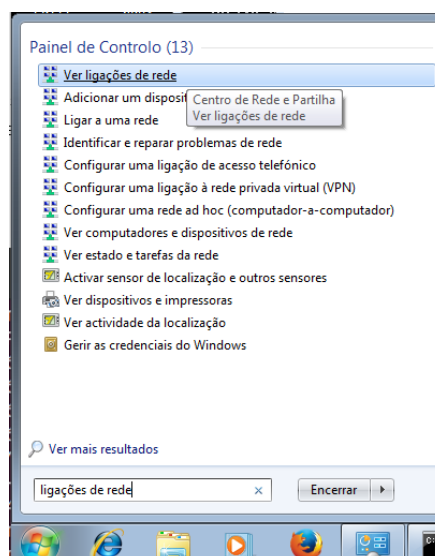 Painel de Controlo (13)
Ver ligações de rede
Adicionar um disposit
Centro de Rede e Partilha
Ver ligações de rede
Ligar a uma rede
Identificar e reparar problemas de rede
Configurar uma ligação de acesso telefónico
Configurar uma ligação à rede privada virtual (VPN)
Configurar uma rede ad hoc (computador-a-computador)
Ver computadores e dispositivos de rede
Ver estado e tarefas da rede
Activar sensor de localização e outros sensores
Ver dispositivos e impressoras
Ver actividade da localização
Gerir as credenciais do Windows
Ver mais resultados
ligações de rede
Encerrar